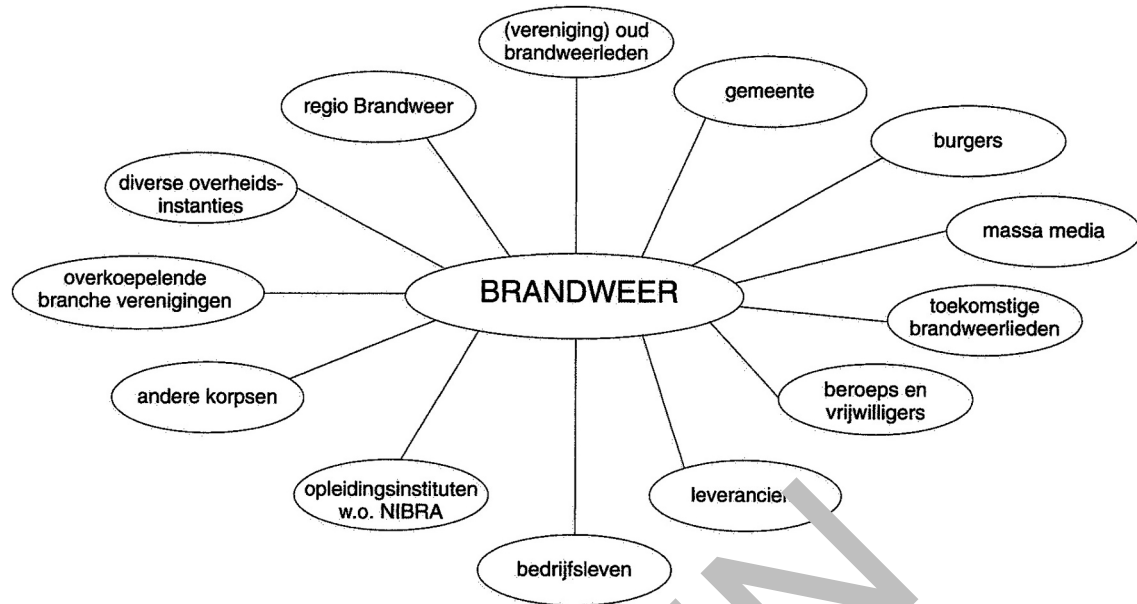 (vereniging) oud
brandweerleden
gemeente
regio Brandweer
burgers
diverse overheids-
instanties
massa media
overkoepelende
branche verenigingen
BRANDWEER
toekomstige
brandweerlieden
andere korpsen
beroeps en
vrijwilligers
opleidingsinstituten
w.o. NIBRA
bedrijfsleven